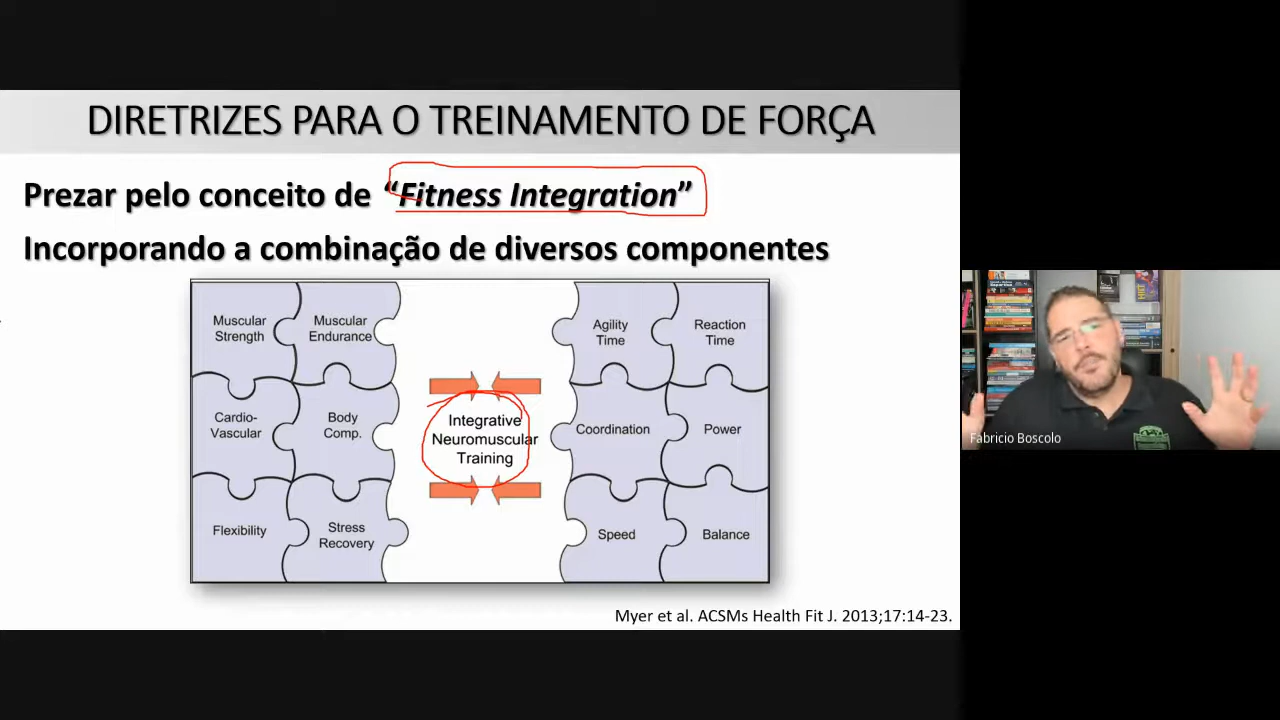 DIRETRIZES PARA O TREINAMENTO DE FORÇA
Prezar pelo conceito de “Fitness Integration”
Incorporando a combinação de diversos componentes
Muscular
Strength
Muscular
Endurance
Agility
Time
Reaction
Time
Cardio-
Vascular
Body
Comp.
Integrative
Neuromuscular
Training
Coordination
Power
Flexibility
Stress
Recovery
Speed
Balance
Myer et al. ACSMs Health Fit J. 2013;17:14-23.
Fabricio Boscolo